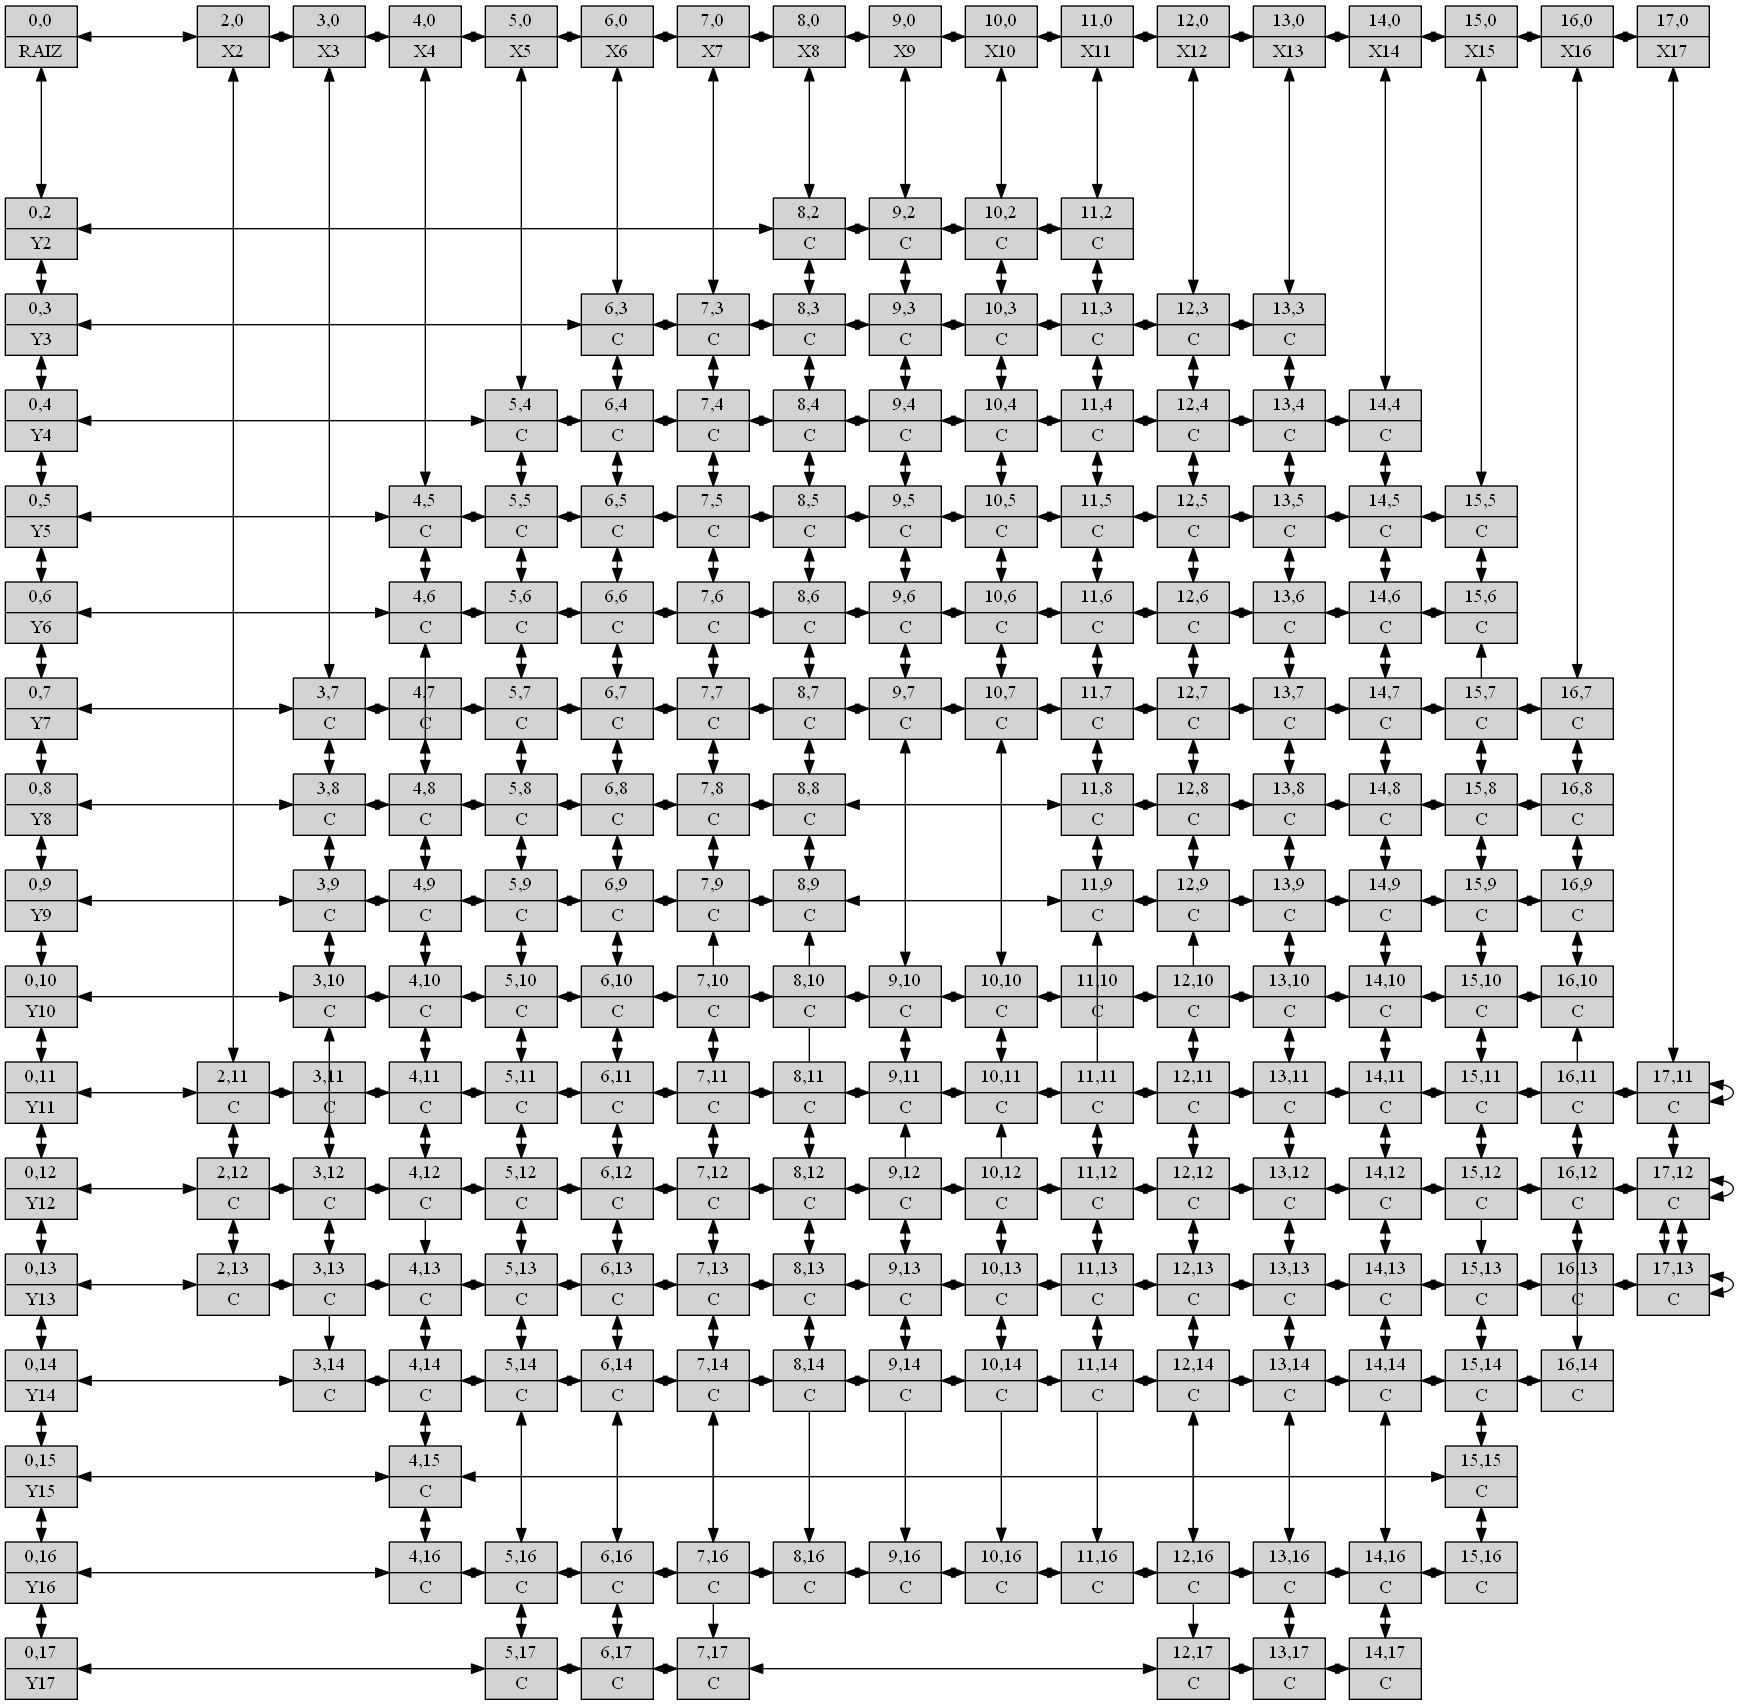 0,0 2,0 3,0 4,0 5,0 6,0 7,0 8,0 9,0 10,0 11,0 12,0 13,0 14,0 15,0 16,0 17,0
RAIZ X2 X3 X4 X5 X6 X7 X8 X9 X10 X11 X12 X13 X14 X15 X16 X17
0,2 8,2 9,2 10,2 11,2
Y2 C C C C
0,3 6,3 7,3 8,3 9,3 10,3 11,3 12,3 13,3
Y3 C C C C C C C C
0,4 5,4 6,4 7,4 8,4 9,4 10,4 11,4 12,4 13,4 14,4
Y4 C C C C C C C C C C
0,5 4,5 5,5 6,5 7,5 8,5 9,5 10,5 11,5 12,5 13,5 14,5 15,5
Y5 C C C C C C C C C C C C
0,6 4,6 5,6 6,6 7,6 8,6 9,6 10,6 11,6 12,6 13,6 14,6 15,6
Y6 C C C C C C C C C C C C
0,7 3,7 4,7 5,7 6,7 7,7 8,7 9,7 10,7 11,7 12,7 13,7 14,7 15,7 16,7
Y7 C C C C C C C C C C C C C C
0,8 3,8 4,8 5,8 6,8 7,8 8,8 11,8 12,8 13,8 14,8 15,8 16,8
Y8 C C C C C C C C C C C C
0,9 3,9 4,9 5,9 6,9 7,9 8,9 11,9 12,9 13,9 14,9 15,9 16,9
Y9 C C C C C C C C C C C C
0,10 3,10 4,10 5,10 6,10 7,10 8,10 9,10 10,10 11,10 12,10 13,10 14,10 15,10 16,10
Y10 C C C C C C C C C C C C C C
0,11 2,11 3,11 4,11 5,11 6,11 7,11 8,11 9,11 10,11 11,11 12,11 13,11 14,11 15,11 16,11 17,11
Y11 C C C C C C C C C C C C C C C C
0,12 2,12 3,12 4,12 5,12 6,12 7,12 8,12 9,12 10,12 11,12 12,12 13,12 14,12 15,12 16,12 17,12
Y12 C C C C C C C C C C C C C C C C
0,13 2,13 3,13 4,13 5,13 6,13 7,13 8,13 9,13 10,13 11,13 12,13 13,13 14,13 15,13 16,13 17,13
Y13 C C C C C C C C C C C C C C C C
0,14 3,14 4,14 5,14 6,14 7,14 8,14 9,14 10,14 11,14 12,14 13,14 14,14 15,14 16,14
Y14 C C C C C C C C C C C C C C
0,15 4,15 15,15
Y15 C C
0,16 4,16 5,16 6,16 7,16 8,16 9,16 10,16 11,16 12,16 13,16 14,16 15,16
Y16 C C C C C C C C C C C C
0,17 5,17 6,17 7,17 12,17 13,17 14,17
Y17 C C C C C C